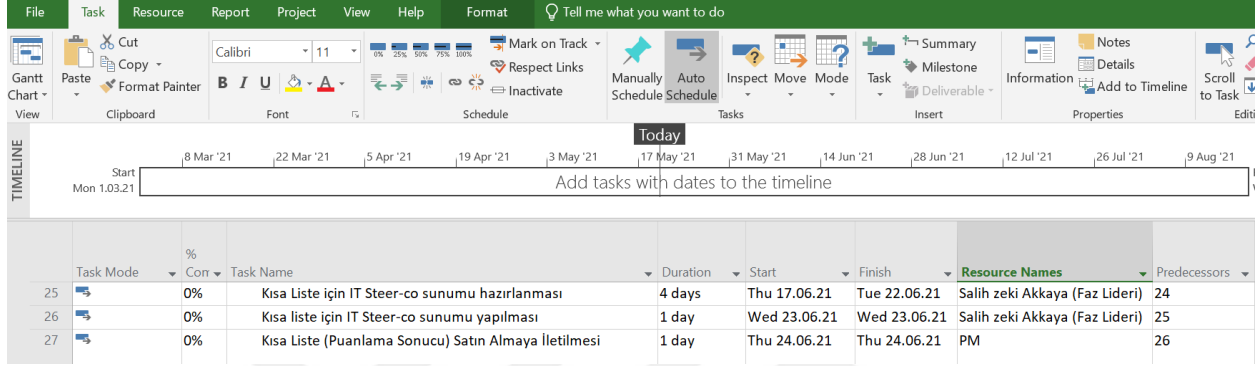 File Task Resource Report Project View Help Format Tell me what you want to do
Gantt Chart
Paste
Cut
Copy
Format Painter
Calibri 11
B I U A
0% 25% 50% 75% 100%
Mark on Track
Respect Links
Inactivate
Manually Schedule
Auto Schedule
Inspect Move Mode
Task
Summary
Milestone
Deliverable
Information
Notes
Details
Add to Timeline
Scroll to Task
View Clipboard Font Schedule Tasks Insert Properties
TIMELINE
Today
8 Mar '21 22 Mar '21 5 Apr '21 19 Apr '21 3 May '21 17 May '21 31 May '21 14 Jun '21 28 Jun '21 12 Jul '21 26 Jul '21 9 Aug '21
Start
Mon 1.03.21
Add tasks with dates to the timeline
Task Mode % Com Task Name Duration Start Finish Resource Names Predecessors
25 0% Kısa Liste için IT Steer-co sunumu hazırlanması 4 days Thu 17.06.21 Tue 22.06.21 Salih zeki Akkaya (Faz Lideri) 24
26 0% Kısa liste için IT Steer-co sunumu yapılması 1 day Wed 23.06.21 Wed 23.06.21 Salih zeki Akkaya (Faz Lideri) 25
27 0% Kısa Liste (Puanlama Sonucu) Satın Almaya İletilmesi 1 day Thu 24.06.21 Thu 24.06.21 PM 26